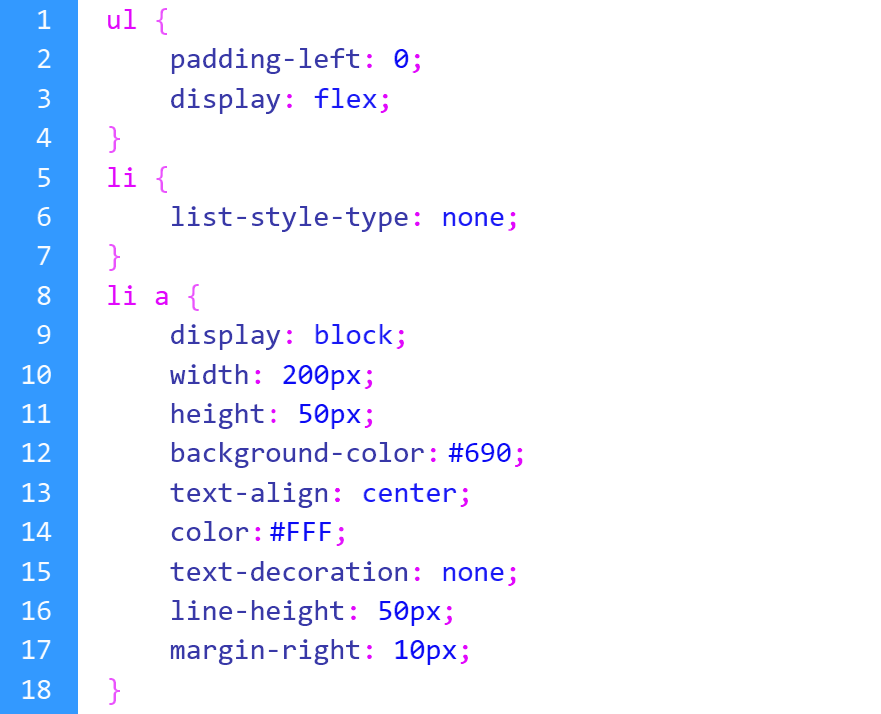 1 ul {
2 padding-left: 0;
3 display: flex;
4 }
5 li {
6 list-style-type: none;
7 }
8 li a {
9 display: block;
10 width: 200px;
11 height: 50px;
12 background-color: #690;
13 text-align: center;
14 color: #FFF;
15 text-decoration: none;
16 line-height: 50px;
17 margin-right: 10px;
18 }